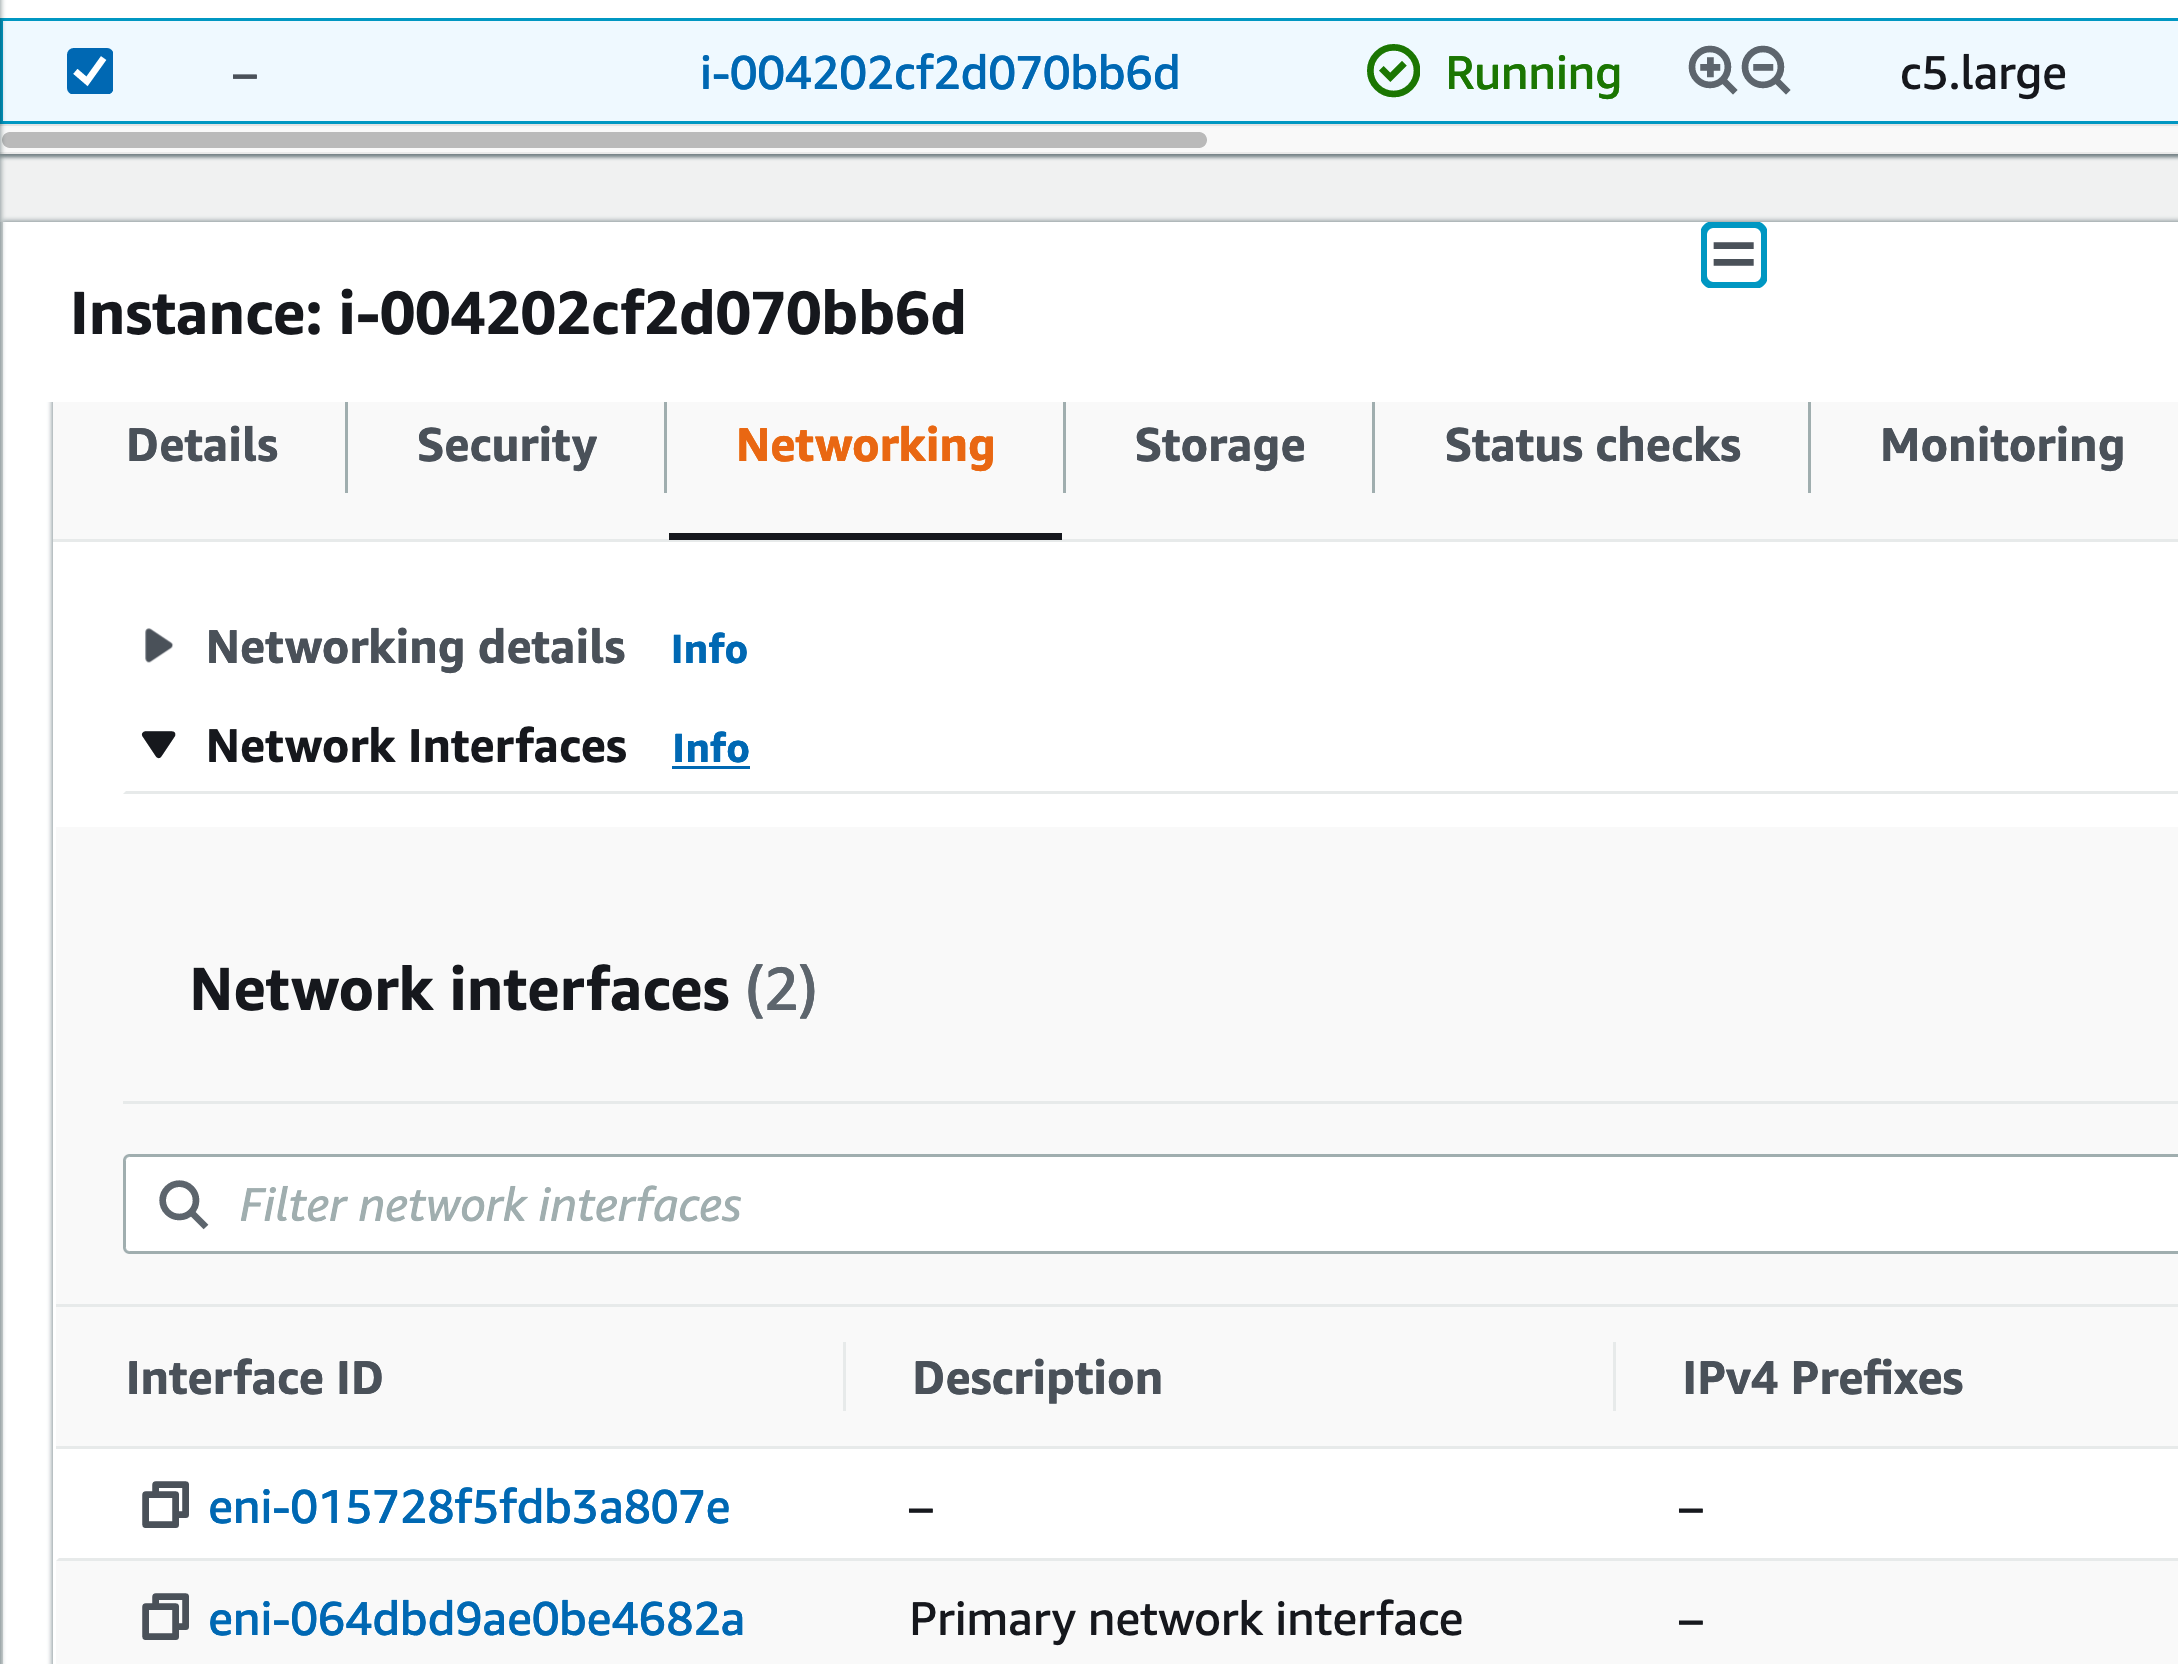 – i-004202cf2d070bb6d Running c5.large
Instance: i-004202cf2d070bb6d
Details Security Networking Storage Status checks Monitoring
Networking details Info
Network Interfaces Info
Network interfaces (2)
Filter network interfaces
Interface ID Description IPv4 Prefixes
eni-015728f5fdb3a807e – –
eni-064dbd9ae0be4682a Primary network interface –